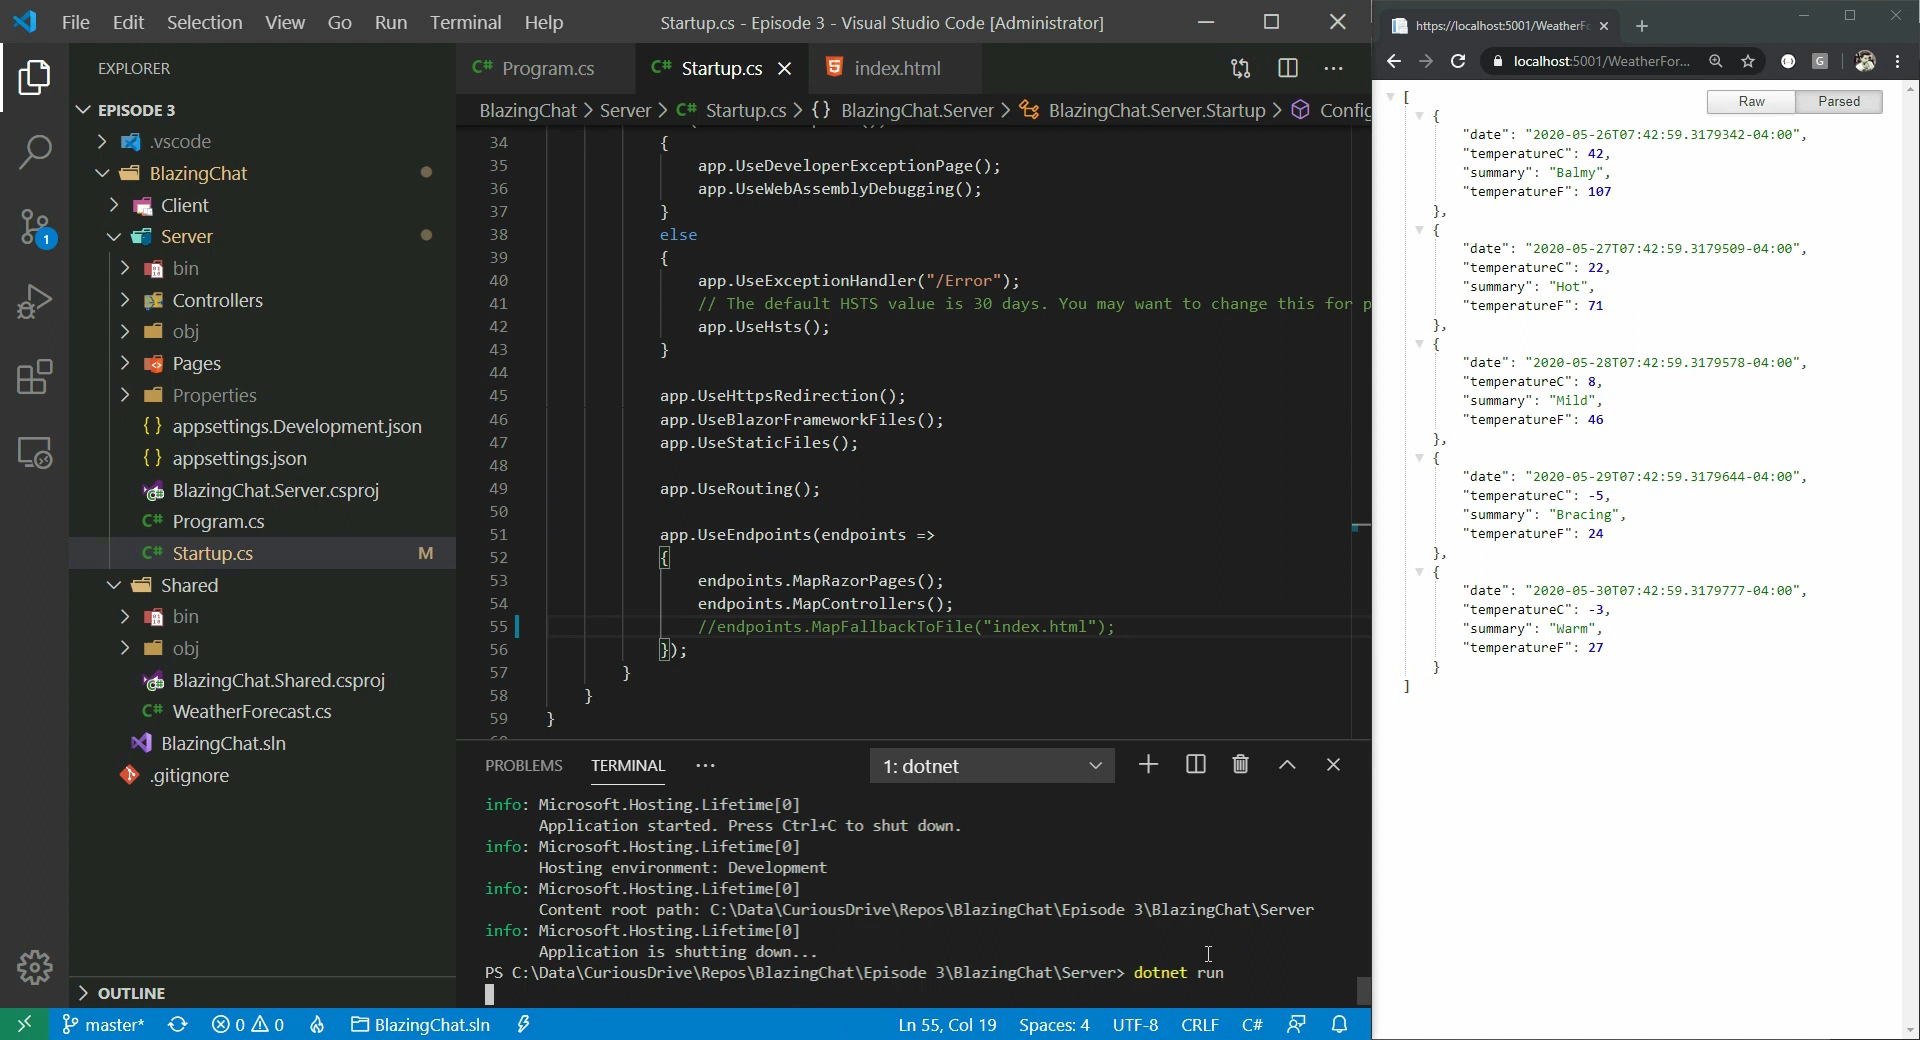 File Edit Selection View Go Run Terminal Help
Startup.cs - Episode 3 - Visual Studio Code [Administrator]
EXPLORER
EPISODE 3
.vscode
BlazingChat
Client
Server
bin
Controllers
obj
Pages
Properties
{} appsettings.Development.json
{} appsettings.json
BlazingChat.Server.csproj
C# Program.cs
C# Startup.cs M
Shared
bin
obj
BlazingChat.Shared.csproj
C# WeatherForecast.cs
BlazingChat.sln
.gitignore
OUTLINE
1
C# Program.cs
C# Startup.cs
index.html
BlazingChat > Server > C# Startup.cs > {} BlazingChat.Server > BlazingChat.Server.Startup > Config
34 {
35 app.UseDeveloperExceptionPage();
36 app.UseWebAssemblyDebugging();
37 }
38 else
39 {
40 app.UseExceptionHandler("/Error");
41 // The default HSTS value is 30 days. You may want to change this for p
42 app.UseHsts();
43 }
44
45 app.UseHttpsRedirection();
46 app.UseBlazorFrameworkFiles();
47 app.UseStaticFiles();
48
49 app.UseRouting();
50
51 app.UseEndpoints(endpoints =>
52 {
53 endpoints.MapRazorPages();
54 endpoints.MapControllers();
55 //endpoints.MapFallbackToFile("index.html");
56 });
57 }
58 }
59 }
PROBLEMS TERMINAL ...
1: dotnet
info: Microsoft.Hosting.Lifetime[0]
Application started. Press Ctrl+C to shut down.
info: Microsoft.Hosting.Lifetime[0]
Hosting environment: Development
info: Microsoft.Hosting.Lifetime[0]
Content root path: C:\Data\CuriousDrive\Repos\BlazingChat\Episode 3\BlazingChat\Server
info: Microsoft.Hosting.Lifetime[0]
Application is shutting down...
PS C:\Data\CuriousDrive\Repos\BlazingChat\Episode 3\BlazingChat\Server> dotnet run
master* 0 0 BlazingChat.sln
Ln 55, Col 19 Spaces: 4 UTF-8 CRLF C#
https://localhost:5001/WeatherFo
localhost:5001/WeatherFor...
G
Raw Parsed
[
{
"date": "2020-05-26T07:42:59.3179342-04:00",
"temperatureC": 42,
"summary": "Balmy",
"temperatureF": 107
},
{
"date": "2020-05-27T07:42:59.3179509-04:00",
"temperatureC": 22,
"summary": "Hot",
"temperatureF": 71
},
{
"date": "2020-05-28T07:42:59.3179578-04:00",
"temperatureC": 8,
"summary": "Mild",
"temperatureF": 46
},
{
"date": "2020-05-29T07:42:59.3179644-04:00",
"temperatureC": -5,
"summary": "Bracing",
"temperatureF": 24
},
{
"date": "2020-05-30T07:42:59.3179777-04:00",
"temperatureC": -3,
"summary": "Warm",
"temperatureF": 27
}
]